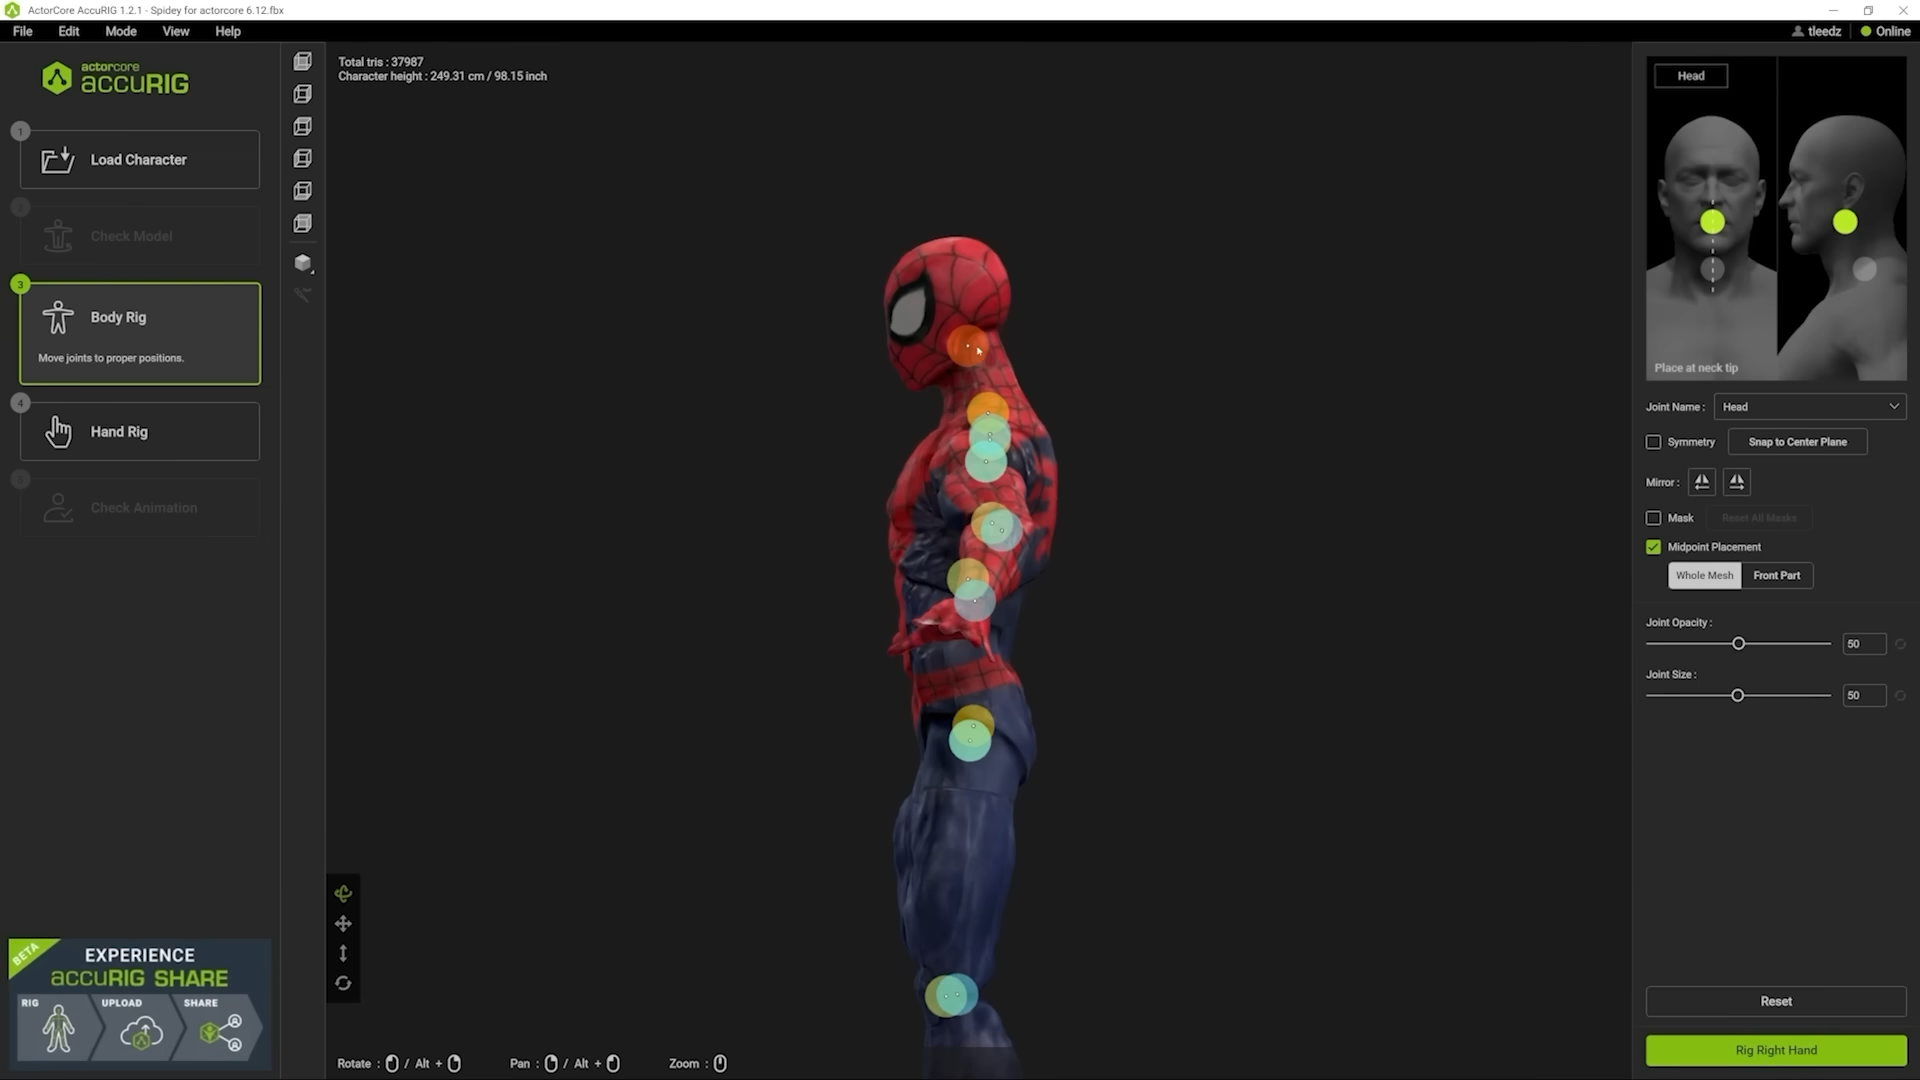 ActorCore AccuRIG 1.2.1 - Spidey for actorcore 6.12.fbx
File Edit Mode View Help
tleedz Online
actorcore
accuRIG
Total tris : 37987
Character height : 249.31 cm / 98.15 inch
1
Load Character
Check Model
3
Body Rig
Move joints to proper positions.
4
Hand Rig
Check Animation
BETA
EXPERIENCE
accuRIG SHARE
RIG UPLOAD SHARE
Rotate : / Alt + Pan : / Alt + Zoom :
Head
Place at neck tip
Joint Name : Head
Symmetry Snap to Center Plane
Mirror :
Mask Reset All Masks
Midpoint Placement
Whole Mesh Front Part
Joint Opacity :
50
Joint Size :
50
Reset
Rig Right Hand